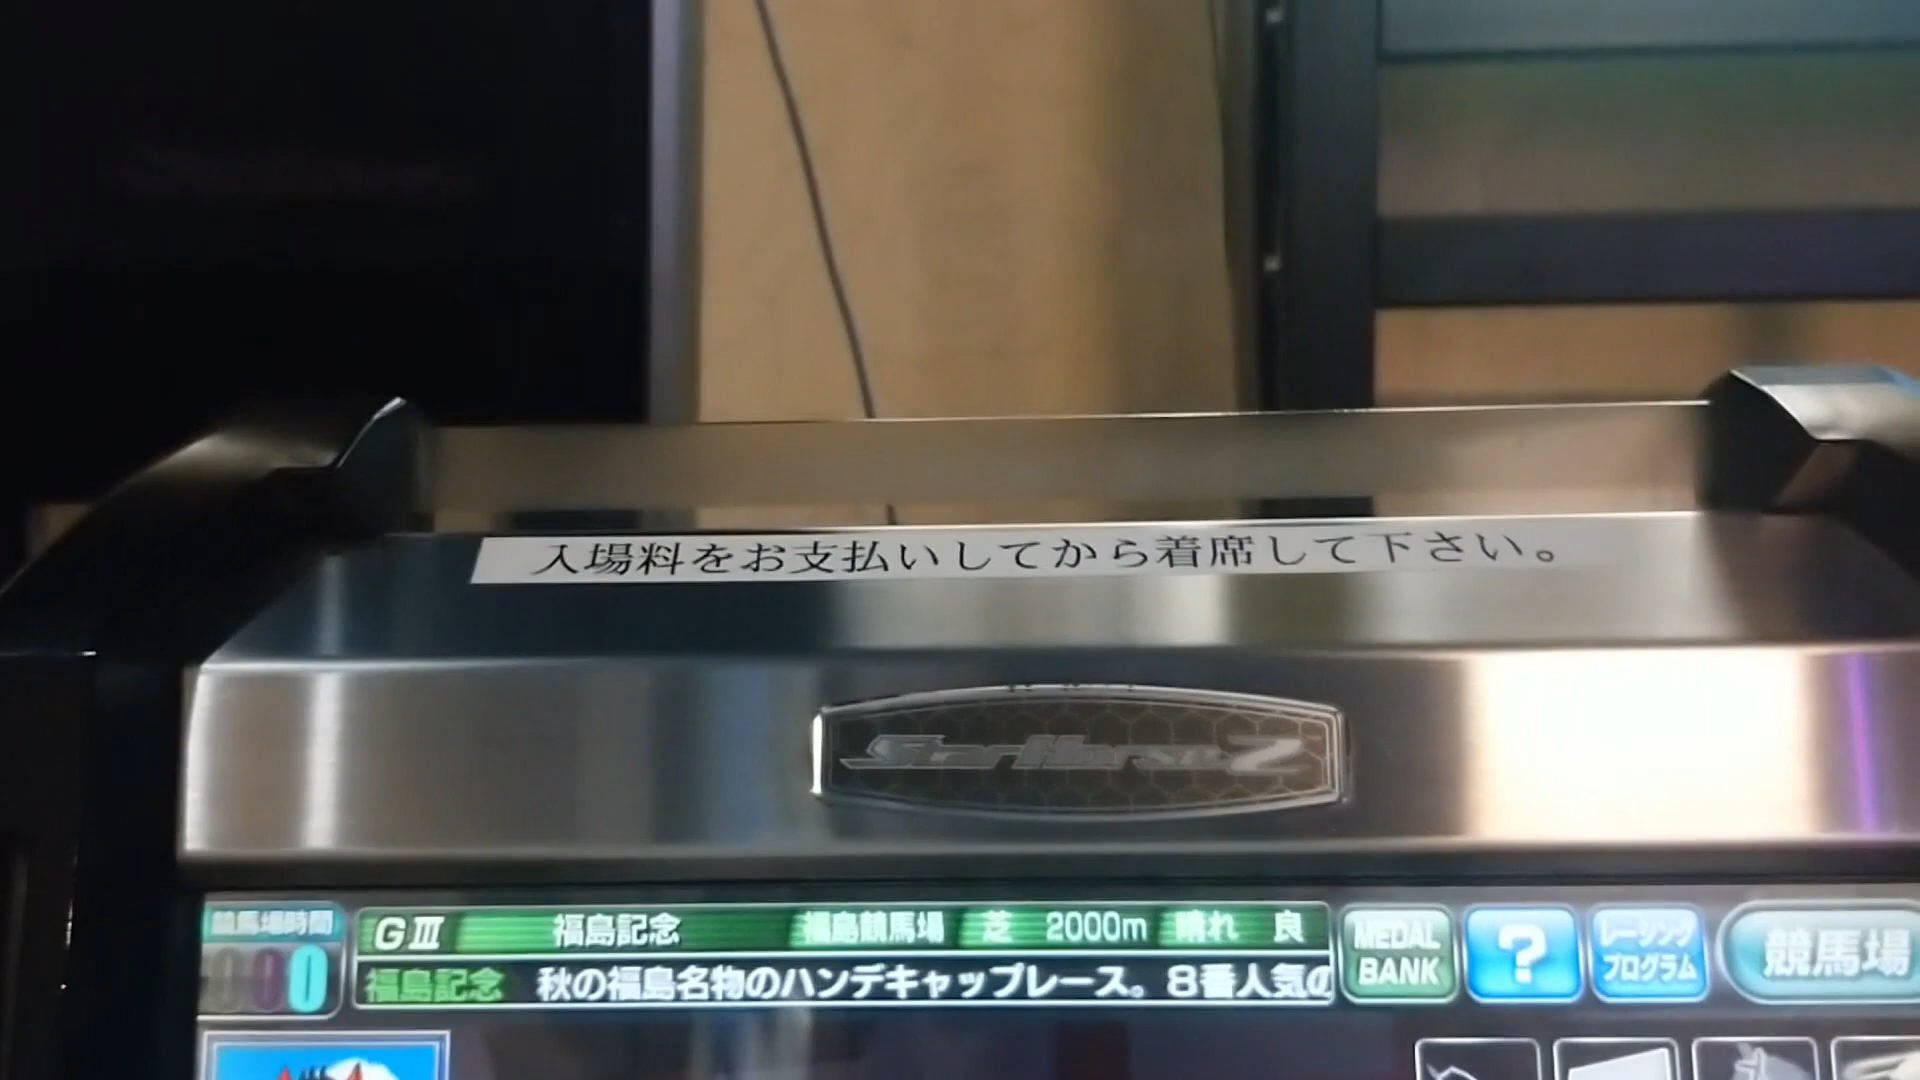 入場料をお支払いしてから着席して下さい。
StarHorse2
競馬場時間
0
GⅢ 福島記念 福島競馬場 芝 2000m 晴れ 良
福島記念 秋の福島名物のハンデキャップレース。8番人気の
MEDAL
BANK
?
レーシング
プログラム
競馬場